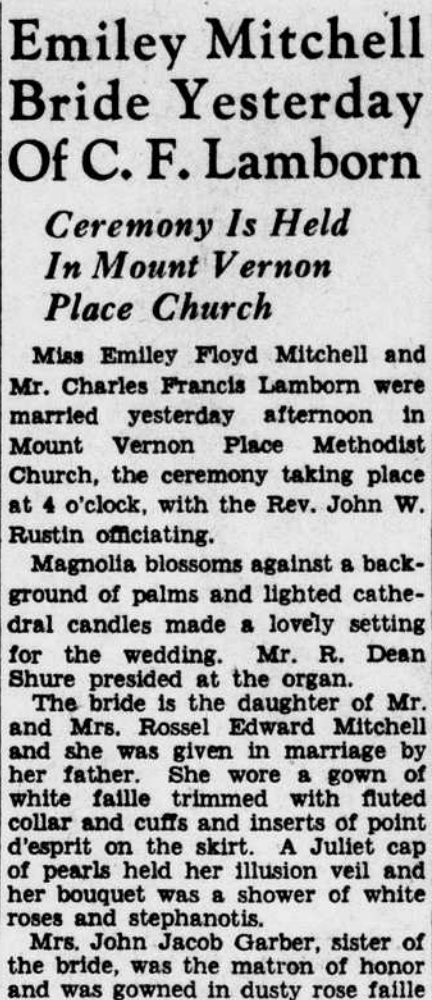 Emiley Mitchell
Bride Yesterday
Of C. F. Lamborn
Ceremony Is Held
In Mount Vernon
Place Church
Miss Emiley Floyd Mitchell and
Mr. Charles Francis Lamborn were
married yesterday afternoon in
Mount Vernon Place Methodist
Church, the ceremony taking place
at 4 o'clock, with the Rev. John W.
Rustin officiating.
Magnolia blossoms against a back-
ground of palms and lighted cathe-
dral candles made a lovely setting
for the wedding. Mr. R. Dean
Shure presided at the organ.
The bride is the daughter of Mr.
and Mrs. Rossel Edward Mitchell
and she was given in marriage by
her father. She wore a gown of
white faille trimmed with fluted
collar and cuffs and inserts of point
d'esprit on the skirt. A Juliet cap
of pearls held her illusion veil and
her bouquet was a shower of white
roses and stephanotis.
Mrs. John Jacob Garber, sister of
the bride, was the matron of honor
and was gowned in dusty rose faille